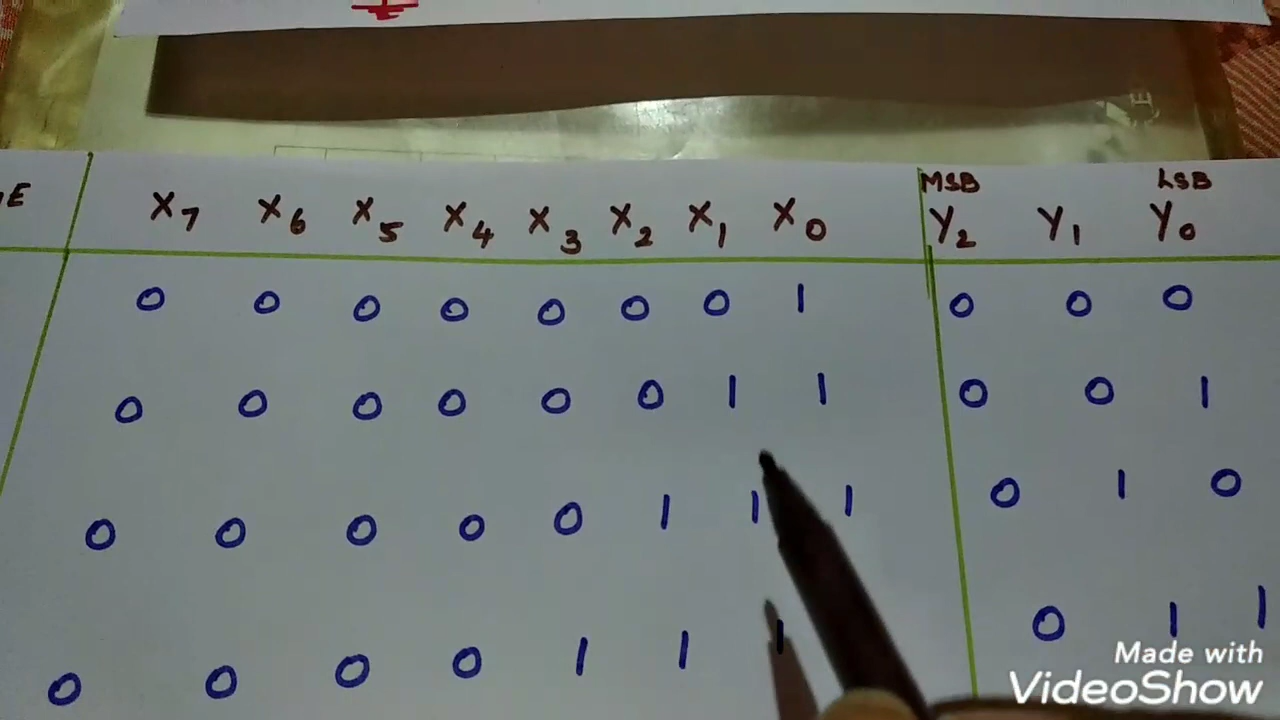 E X7 X6 X5 X4 X3 X2 X1 X0 MSB Y2 Y1 LSB Y0
0 0 0 0 0 0 0 1 0 0 0
0 0 0 0 0 0 1 1 0 0 1
0 0 0 0 0 1 1 1 0 1 0
0 0 0 0 1 1 1 0 1 1
Made with
VideoShow